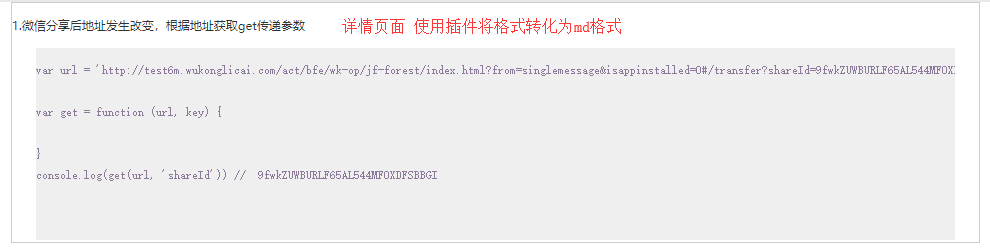 1.微信分享后地址发生改变，根据地址获取get传递参数 详情页面 使用插件将格式转化为md格式
var url = 'http://test6m.wukonglicai.com/act/bfe/wk-op/jf-forest/index.html?from=singlemessage&isappinstalled=0#/transfer?shareId=9fwkZUWBURLF65AL544MFOX
var get = function (url, key) {
}
console.log(get(url, 'shareId')) // 9fwkZUWBURLF65AL544MFOXDFSBBGI